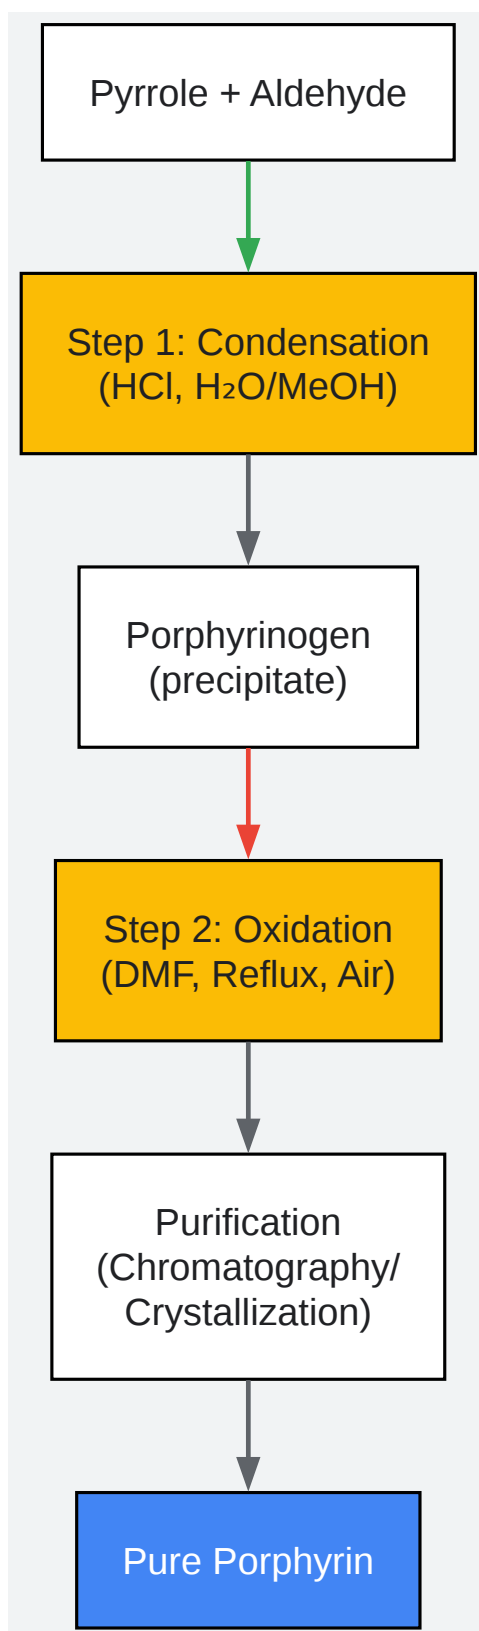 Pyrrole + Aldehyde
Step 1: Condensation
(HCl, H₂O/MeOH)
Porphyrinogen
(precipitate)
Step 2: Oxidation
(DMF, Reflux, Air)
Purification
(Chromatography/
Crystallization)
Pure Porphyrin